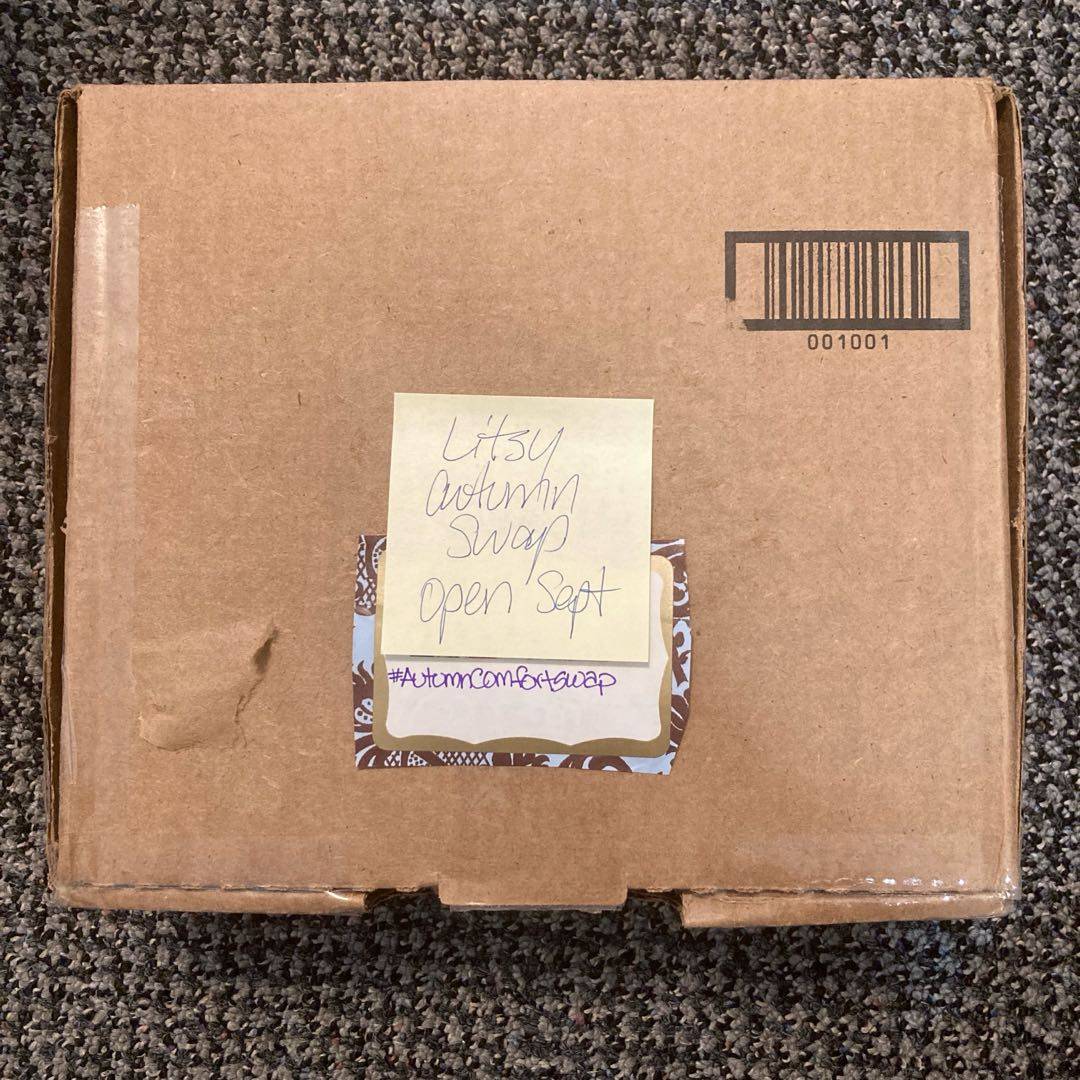 001001
Litsy
autumn
swap
open Sept
#AutumnComfortswap